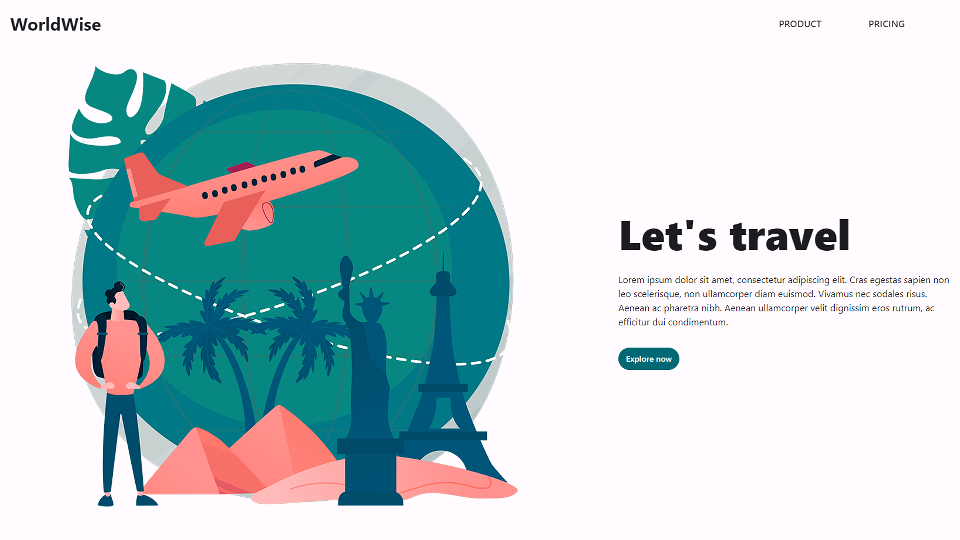 WorldWise
PRODUCT
PRICING
Let's travel
Lorem ipsum dolor sit amet, consectetur adipiscing elit. Cras egestas sapien non
leo scelerisque, non ullamcorper diam euismod. Vivamus nec sodales risus.
Aenean ac pharetra nibh. Aenean ullamcorper velit dignissim eros rutrum, ac
efficitur dui condimentum.
Explore now